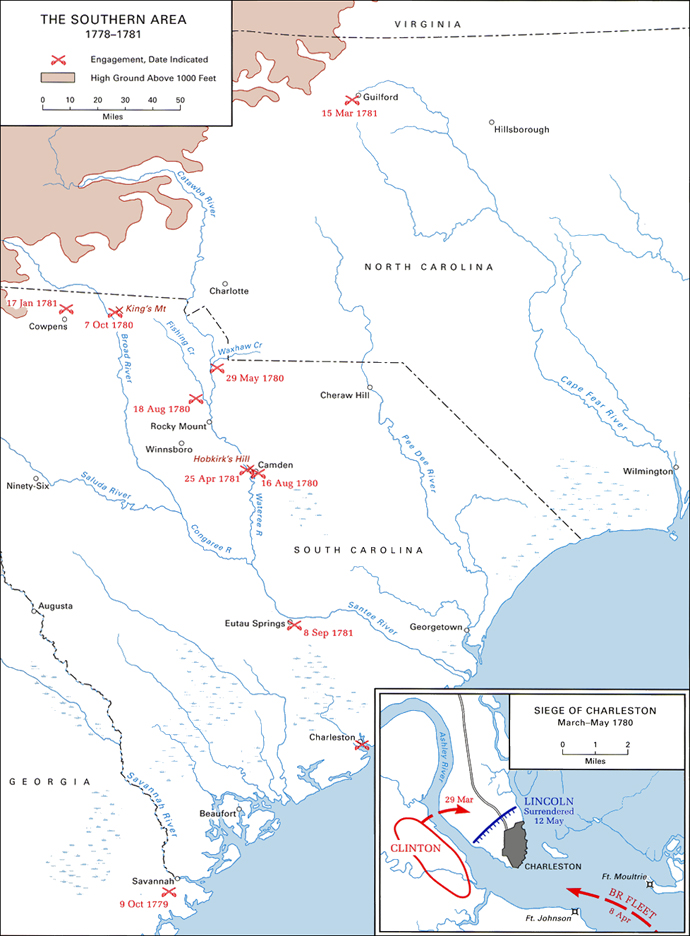 THE SOUTHERN AREA
1778–1781
Engagement, Date Indicated
High Ground Above 1000 Feet
0 10 20 30 40 50
Miles
VIRGINIA
Guilford
15 Mar 1781
Hillsborough
Catawba River
NORTH CAROLINA
Charlotte
17 Jan 1781
Cowpens
King's Mt
7 Oct 1780
Broad River
Fishing Cr
Waxhaw Cr
29 May 1780
18 Aug 1780
Rocky Mount
Cheraw Hill
Cape Fear River
Pee Dee River
Winnsboro
Hobkirk's Hill
Camden
25 Apr 1781
16 Aug 1780
Wilmington
Ninety-Six
Saluda River
Wateree R
Congaree R
SOUTH CAROLINA
Augusta
Eutau Springs
8 Sep 1781
Santee River
Georgetown
Charleston
GEORGIA
Savannah River
Beaufort
Savannah
9 Oct 1779
SIEGE OF CHARLESTON
March–May 1780
0 1 2
Miles
Ashley River
29 Mar
LINCOLN
Surrendered
12 May
CLINTON
CHARLESTON
Ft. Moultrie
BR FLEET
8 Apr
Ft. Johnson